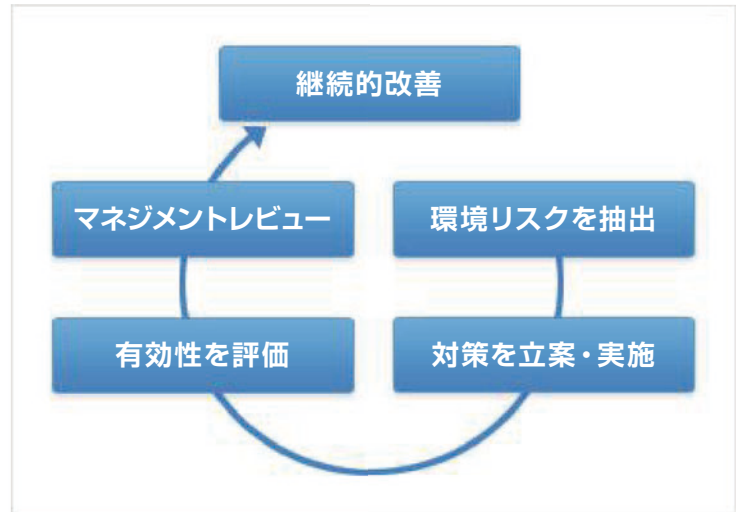 継続的改善
マネジメントレビュー
環境リスクを抽出
有効性を評価
対策を立案・実施